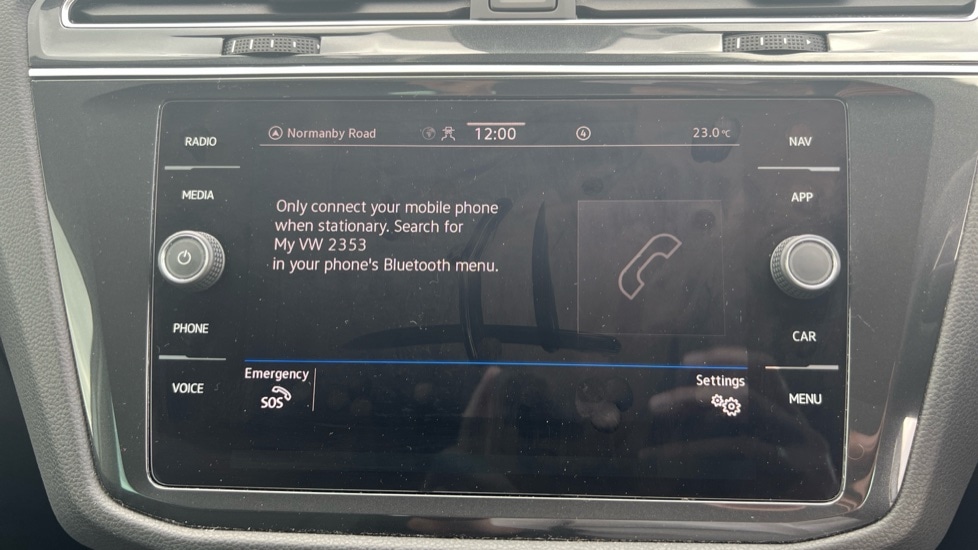 RADIO
MEDIA
PHONE
VOICE
Normanby Road
12:00
4
23.0 °C
Only connect your mobile phone
when stationary. Search for
My VW 2353
in your phone's Bluetooth menu.
Emergency
SOS
Settings
NAV
APP
CAR
MENU